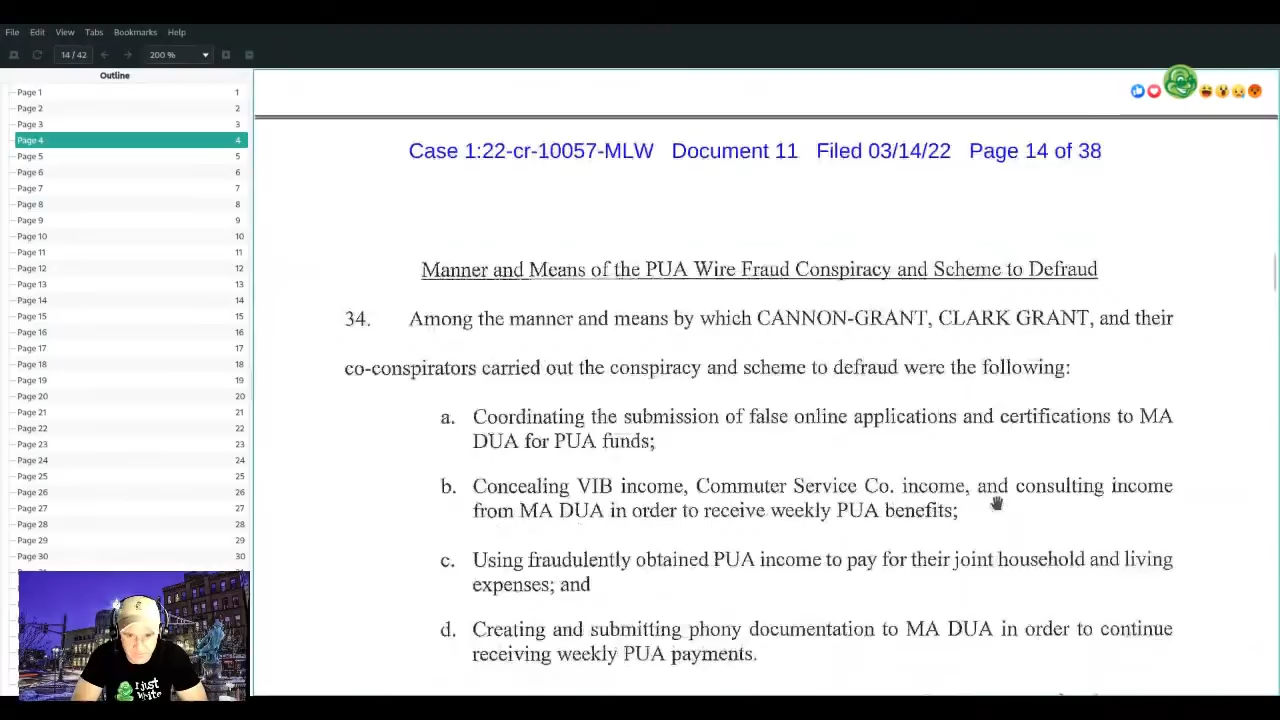 File Edit View Tabs Bookmarks Help
14 / 42 200 %
Outline
Page 1 1
Page 2 2
Page 3 3
Page 4 4
Page 5 5
Page 6 6
Page 7 7
Page 8 8
Page 9 9
Page 10 10
Page 11 11
Page 12 12
Page 13 13
Page 14 14
Page 15 15
Page 16 16
Page 17 17
Page 18 18
Page 19 19
Page 20 20
Page 21 21
Page 22 22
Page 23 23
Page 24 24
Page 25 25
Page 26 26
Page 27 27
Page 28 28
Page 29 29
Page 30 30
Case 1:22-cr-10057-MLW Document 11 Filed 03/14/22 Page 14 of 38
Manner and Means of the PUA Wire Fraud Conspiracy and Scheme to Defraud
34. Among the manner and means by which CANNON-GRANT, CLARK GRANT, and their
co-conspirators carried out the conspiracy and scheme to defraud were the following:
a. Coordinating the submission of false online applications and certifications to MA
DUA for PUA funds;
b. Concealing VIB income, Commuter Service Co. income, and consulting income
from MA DUA in order to receive weekly PUA benefits;
c. Using fraudulently obtained PUA income to pay for their joint household and living
expenses; and
d. Creating and submitting phony documentation to MA DUA in order to continue
receiving weekly PUA payments.
I just